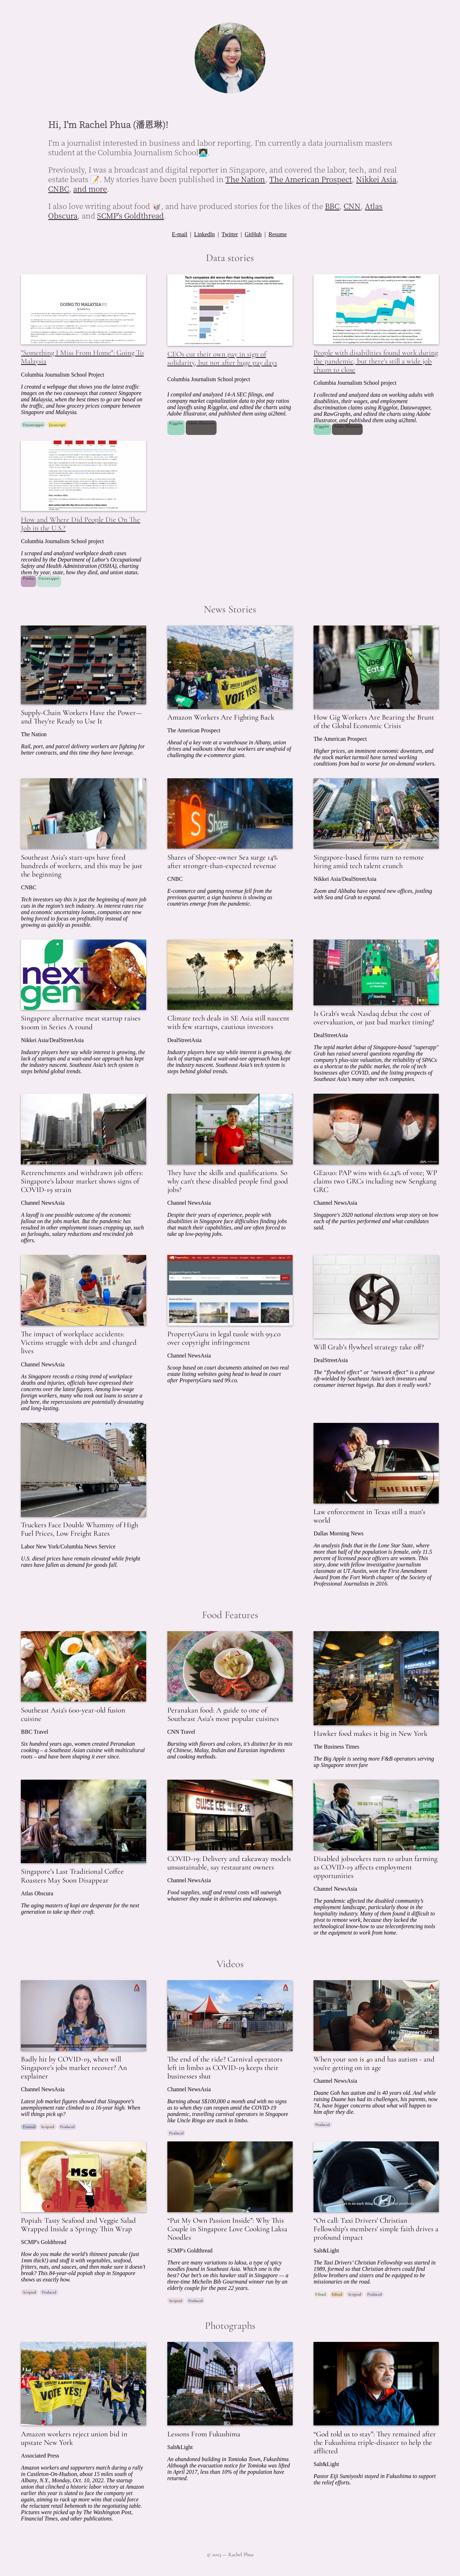 Hi, I'm Rachel Phua (潘恩琳)!
I'm a journalist interested in business and labor reporting. I'm currently a data journalism masters
student at the Columbia Journalism School
Previously, I was a broadcast and digital reporter in Singapore, and covered the labor, tech, and real
estate beats 📝. My stories have been published in The Nation, The American Prospect, Nikkei Asia,
CNBC, and more.
I also love writing about food 🥡, and have produced stories for the likes of the BBC, CNN, Atlas
Obscura, and SCMP's Goldthread.
E-mail | LinkedIn | Twitter | GitHub | Resume
Data stories
GOING TO MALAYSIA
Tech companies did worse than their banking counterparts
"Something I Miss From Home": Going To
Malaysia
Columbia Journalism School Project
I created a webpage that reports on the latest traffic
images on the two causeways that connect Singapore
and Malaysia, when the best times are to go based on
the traffic, and how grocery prices compare between
Singapore and Malaysia.
Datawrapper Javascript
CEOs cut their own pay in sign of
solidarity, but not after huge pay days
Columbia Journalism School project
I compiled and analyzed 14-A SEC filings, and
company market capitalization data to plot pay ratios
and layoffs using R/ggplot, and edited the charts using
Adobe Illustrator, and published them using ai2html.
R/ggplot Adobe Illustrator
People with disabilities found work during
the pandemic, but there's still a wide job
chasm to close
Columbia Journalism School project
I collected and analyzed data on working adults with
disabilities, their wages, and employment
discrimination claims using R/ggplot, Datawrapper,
and RawGraphs, and edited the charts using Adobe
Illustrator, and published them using ai2html.
R/ggplot Adobe Illustrator
How and Where Did People Die On The
Job in the U.S.?
Columbia Journalism School project
I scraped and analyzed workplace death cases
recorded by the Department of Labor's Occupational
Safety and Health Administration (OSHA), charting
them by year, state, how they died, and union status.
Pandas Datawrapper
News Stories
Supply-Chain Workers Have the Power—
and They're Ready to Use It
The Nation
Rail, port, and parcel delivery workers are fighting for
better contracts, and this time they have leverage.
Amazon Workers Are Fighting Back
The American Prospect
Ahead of a key vote at a warehouse in Albany, union
drives and walkouts show that workers are unafraid of
challenging the e-commerce giant.
Uber
Eats
How Gig Workers Are Bearing the Brunt
of the Global Economic Crisis
The American Prospect
Higher prices, an imminent economic downturn, and
the stock market turmoil have turned working
conditions from bad to worse for on-demand workers.
Southeast Asia's start-ups have fired
hundreds of workers, and this may be just
the beginning
CNBC
Tech investors say this is just the beginning of more job
cuts in the region's tech industry. As interest rates rise
and economic uncertainty looms, companies are now
being forced to focus on profitability instead of
growing as quickly as possible.
Shopee
Shares of Shopee-owner Sea surge 14%
after stronger-than-expected revenue
CNBC
E-commerce and gaming revenue fell from the
previous quarter, a sign business is slowing as
countries emerge from the pandemic.
Singapore-based firms turn to remote
hiring amid tech talent crunch
Nikkei Asia/DealStreetAsia
Zoom and Alibaba have opened new offices, jostling
with Sea and Grab to expand.
next
gen
Singapore alternative meat startup raises
$100m in Series A round
Nikkei Asia/DealStreetAsia
Industry players here say while interest is growing, the
lack of startups and a wait-and-see approach has kept
the industry nascent. Southeast Asia's tech system is
steps behind global trends.
Climate tech deals in SE Asia still nascent
with few startups, cautious investors
DealStreetAsia
Industry players here say while interest is growing, the
lack of startups and a wait-and-see approach has kept
the industry nascent. Southeast Asia's tech system is
steps behind global trends.
Is Grab's weak Nasdaq debut the cost of
overvaluation, or just bad market timing?
DealStreetAsia
The tepid market debut of Singapore-based "superapp"
Grab has raised several questions regarding the
company's plus-size valuation, the reliability of SPACs
as a shortcut to the public market, the role of tech
businesses after COVID, and the listing prospects of
Southeast Asia's many other tech companies.
Retrenchments and withdrawn job offers:
Singapore's labour market shows signs of
COVID-19 strain
Channel NewsAsia
A layoff is one possible outcome of the economic
fallout on the jobs market. But the pandemic has
resulted in other employment issues cropping up, such
as furloughs, salary reductions and rescinded job
offers.
They have the skills and qualifications. So
why can't these disabled people find good
jobs?
Channel NewsAsia
Despite their years of experience, people with
disabilities in Singapore face difficulties finding jobs
that match their capabilities, and are often forced to
take up low-paying jobs.
GE2020: PAP wins with 61.24% of vote; WP
claims two GRCs including new Sengkang
GRC
Channel NewsAsia
Singapore's 2020 national elections wrap story on how
each of the parties performed and what candidates
said.
The impact of workplace accidents:
Victims struggle with debt and changed
lives
Channel NewsAsia
As Singapore records a rising trend of workplace
deaths and injuries, officials have expressed their
concerns over the latest figures. Among low-wage
foreign workers, many who took out loans to secure a
job here, the repercussions are potentially devastating
and long-lasting.
PropertyGuru in legal tussle with 99.co
over copyright infringement
Channel NewsAsia
Scoop based on court documents attained on two real
estate listing websites going head to head in court
after PropertyGuru sued 99.co.
Will Grab's flywheel strategy take off?
DealStreetAsia
The "flywheel effect" or "network effect" is a phrase
oft-wielded by Southeast Asia's tech investors and
consumer internet bigwigs. But does it really work?
Truckers Face Double Whammy of High
Fuel Prices, Low Freight Rates
Labor New York/Columbia News Service
U.S. diesel prices have remain elevated while freight
rates have fallen as demand for goods fall.
SHERIFF
Law enforcement in Texas still a man's
world
Dallas Morning News
An analysis finds that in the Lone Star State, where
more than half of the population is female, only 11.5
percent of licensed peace officers are women. This
story, done with fellow investigative journalism
classmate at UT Austin, won the First Amendment
Award from the Fort Worth chapter of the Society of
Professional Journalists in 2016.
Food Features
Southeast Asia's 600-year-old fusion
cuisine
BBC Travel
Six hundred years ago, women created Peranakan
cooking – a Southeast Asian cuisine with multicultural
roots – and have been shaping it ever since.
Peranakan food: A guide to one of
Southeast Asia's most popular cuisines
CNN Travel
Bursting with flavors and colors, it's distinct for its mix
of Chinese, Malay, Indian and Eurasian ingredients
and cooking methods.
Hawker food makes it big in New York
The Business Times
The Big Apple is seeing more F&B operators serving
up Singapore street fare
Singapore's Last Traditional Coffee
Roasters May Soon Disappear
Atlas Obscura
The aging masters of kopi are desperate for the next
generation to take up their craft.
SWEE KEE
COVID-19: Delivery and takeaway models
unsustainable, say restaurant owners
Channel NewsAsia
Food supplies, staff and rental costs still outweigh
whatever they make in deliveries and takeaways.
Disabled jobseekers turn to urban farming
as COVID-19 affects employment
opportunities
Channel NewsAsia
The pandemic affected the disabled community's
employment landscape, particularly those in the
hospitality industry. Many of them found it difficult to
pivot to remote work, because they lacked the
technological know-how to use teleconferencing tools
or the equipment to work from home.
Videos
Badly hit by COVID-19, when will
Singapore's jobs market recover? An
explainer
Channel NewsAsia
Latest job market figures showed that Singapore's
unemployment rate climbed to a 16-year high. When
will things pick up?
Fronted Scripted Produced
The end of the ride? Carnival operators
left in limbo as COVID-19 keeps their
businesses shut
Channel NewsAsia
Burning about S$100,000 a month and with no signs
as to when they can reopen amid the COVID-19
pandemic, travelling carnival operators in Singapore
like Uncle Ringo are stuck in limbo.
Produced
When your son is 40 and has autism - and
you're getting on in age
Channel NewsAsia
Duane Goh has autism and is 40 years old. And while
raising Duane has had its challenges, his parents, now
74, have bigger concerns about what will happen to
him after they die.
Produced
MSG
Popiah: Tasty Seafood and Veggie Salad
Wrapped Inside a Springy Thin Wrap
SCMP's Goldthread
How do you make the world's thinnest pancake (just
1mm thick!) and stuff it with vegetables, seafood,
fritters, nuts, and sauces, and then make sure it doesn't
break? This 84-year-old popiah shop in Singapore
shows us exactly how.
Scripted Produced
"Put My Own Passion Inside": Why This
Couple in Singapore Love Cooking Laksa
Noodles
SCMP's Goldthread
There are many variations to laksa, a type of spicy
noodles found in Southeast Asia. Which one is the
best? Our bet's on this hawker stall in Singapore — a
three-time Michelin Bib Gourmand winner run by an
elderly couple for the past 22 years.
Scripted Produced
"On call: Taxi Drivers' Christian
Fellowship's members' simple faith drives a
profound impact
Salt&Light
The Taxi Drivers' Christian Fellowship was started in
1989, formed so that Christian drivers could find
fellow brothers and sisters and be equipped to be
missionaries on the road.
Filmed Edited Scripted Produced
Photographs
Amazon workers reject union bid in
upstate New York
Associated Press
Amazon workers and supporters march during a rally
in Castleton-On-Hudson, about 15 miles south of
Albany, N.Y., Monday, Oct. 10, 2022. The startup
union that clinched a historic labor victory at Amazon
earlier this year is slated to face the company yet
again, aiming to rack up more wins that could force
the reluctant retail behemoth to the negotiating table.
Pictures were picked up by The Washington Post,
Financial Times, and other publications.
Lessons From Fukushima
Salt&Light
An abandoned building in Tomioka Town, Fukushima.
Although the evacuation notice for Tomioka was lifted
in April 2017, less than 10% of the population have
returned.
"God told us to stay": They remained after
the Fukushima triple-disaster to help the
afflicted
Salt&Light
Pastor Eiji Sumiyoshi stayed in Fukushima to support
the relief efforts.
© 2023 — Rachel Phua